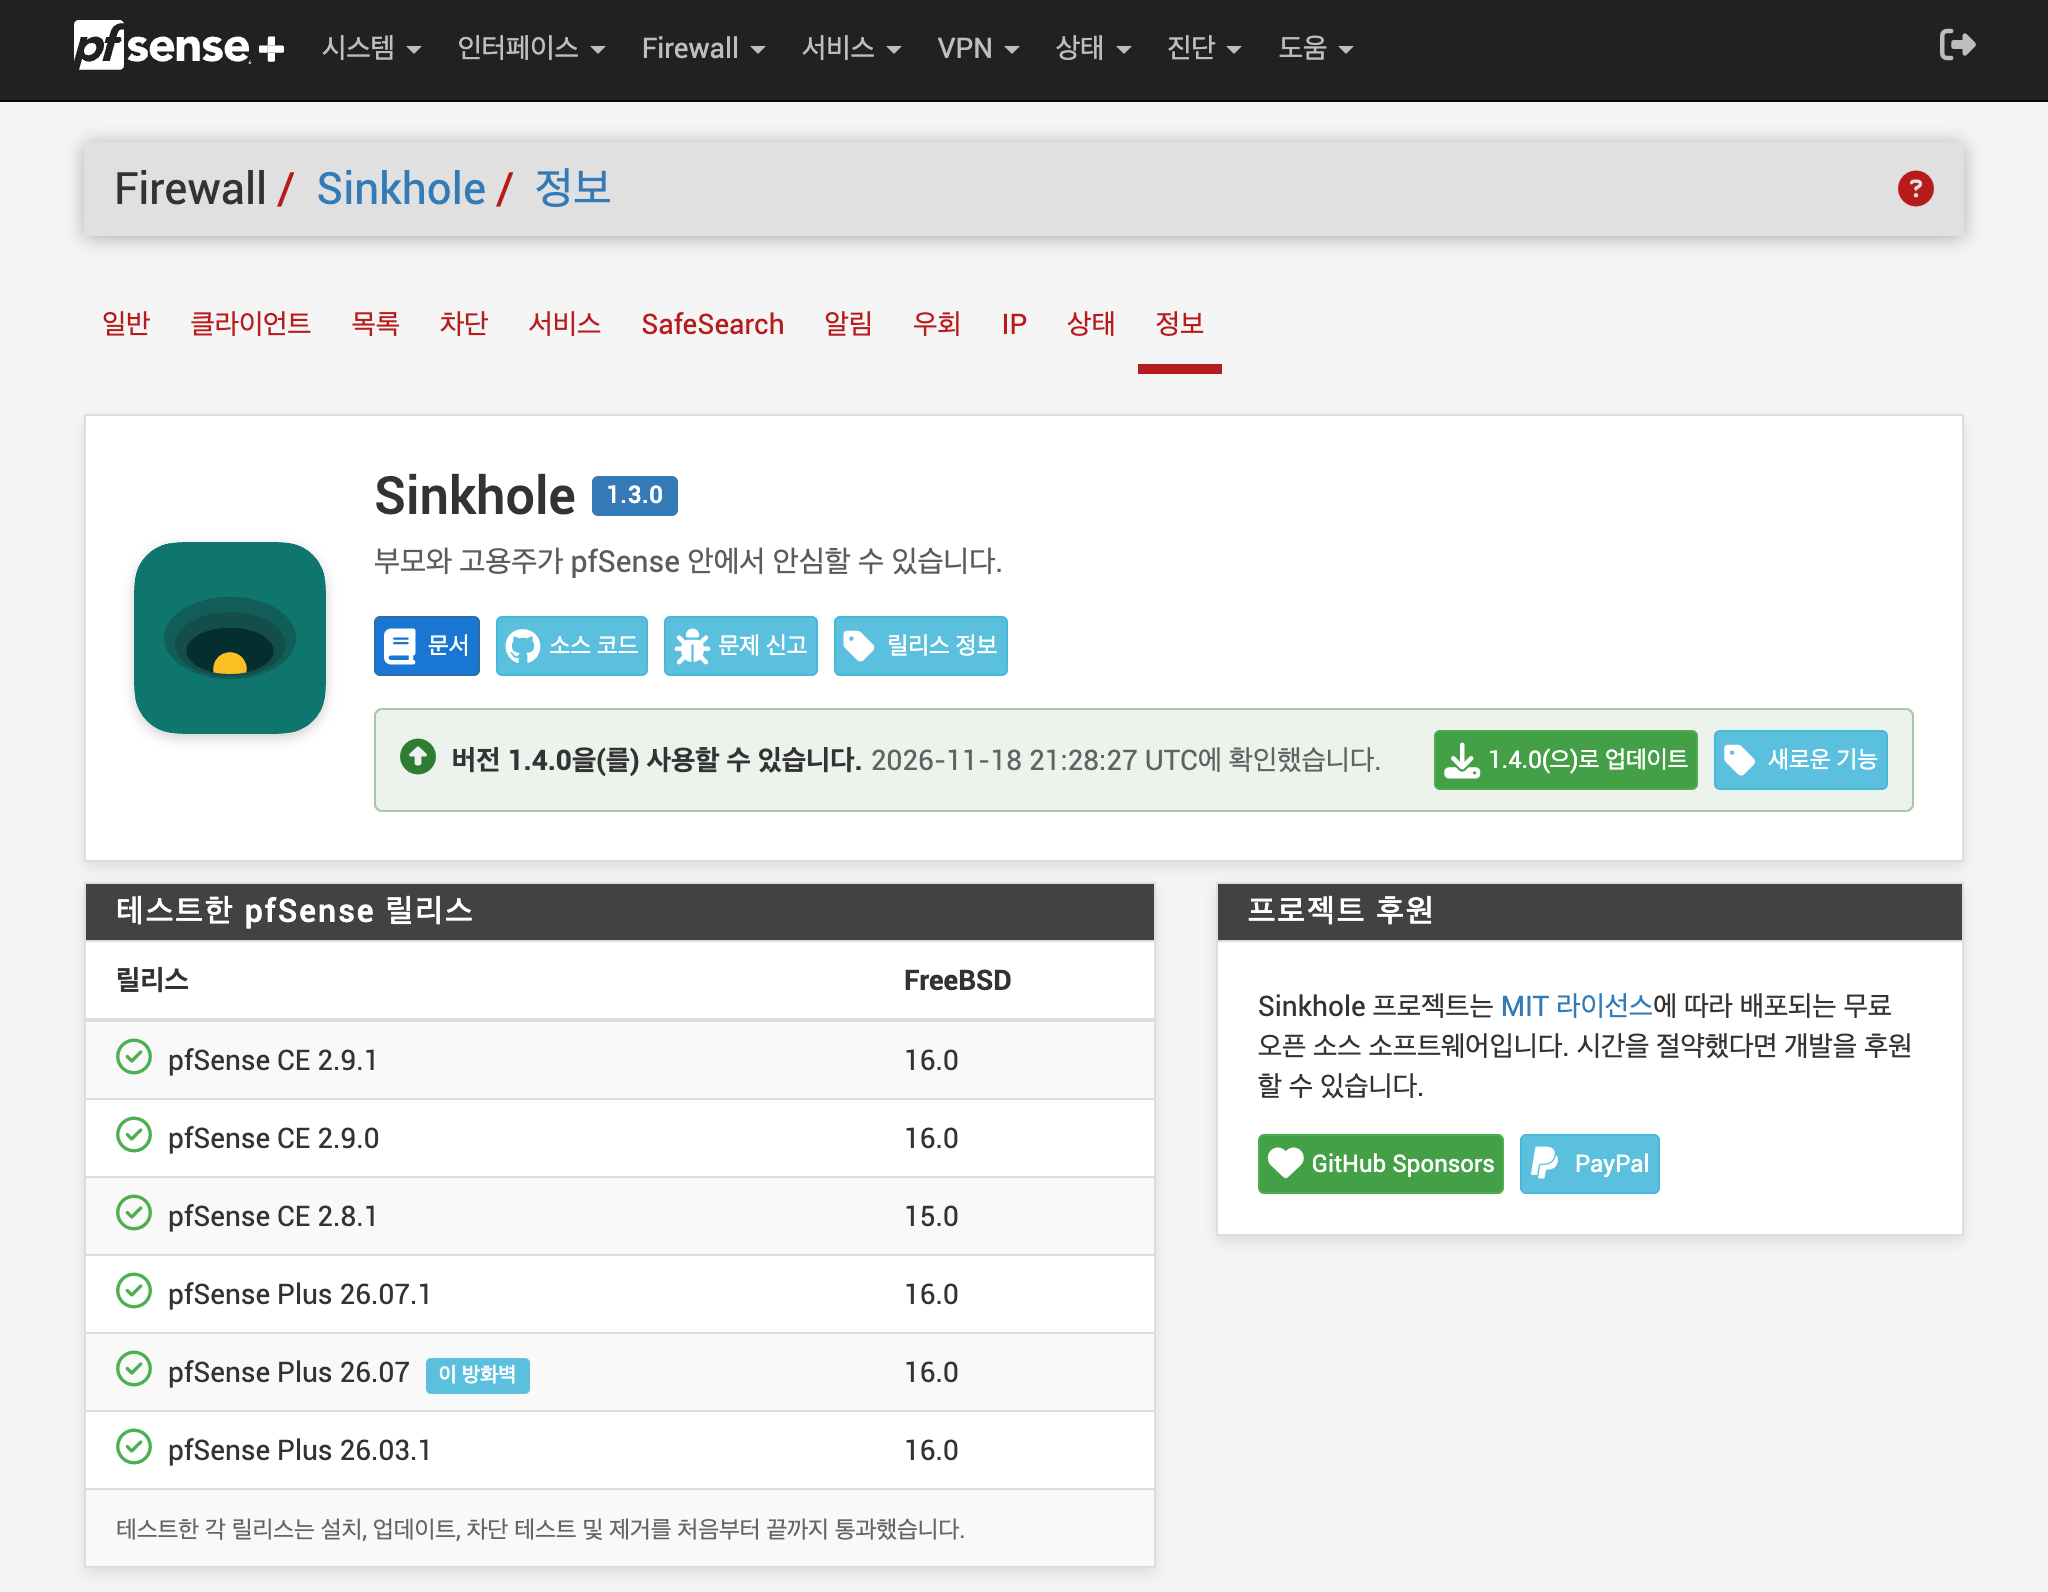 pfsense+ 시스템 인터페이스 Firewall 서비스 VPN 상태 진단 도움
Firewall / Sinkhole / 정보
일반 클라이언트 목록 차단 서비스 SafeSearch 알림 우회 IP 상태 정보
Sinkhole 1.3.0
부모와 고용주가 pfSense 안에서 안심할 수 있습니다.
문서 소스 코드 문제 신고 릴리스 정보
버전 1.4.0을(를) 사용할 수 있습니다. 2026-11-18 21:28:27 UTC에 확인했습니다. 1.4.0(으)로 업데이트 새로운 기능
테스트한 pfSense 릴리스
릴리스 FreeBSD
pfSense CE 2.9.1 16.0
pfSense CE 2.9.0 16.0
pfSense CE 2.8.1 15.0
pfSense Plus 26.07.1 16.0
pfSense Plus 26.07 이 방화벽 16.0
pfSense Plus 26.03.1 16.0
테스트한 각 릴리스는 설치, 업데이트, 차단 테스트 및 제거를 처음부터 끝까지 통과했습니다.
프로젝트 후원
Sinkhole 프로젝트는 MIT 라이선스에 따라 배포되는 무료
오픈 소스 소프트웨어입니다. 시간을 절약했다면 개발을 후원
할 수 있습니다.
GitHub Sponsors PayPal